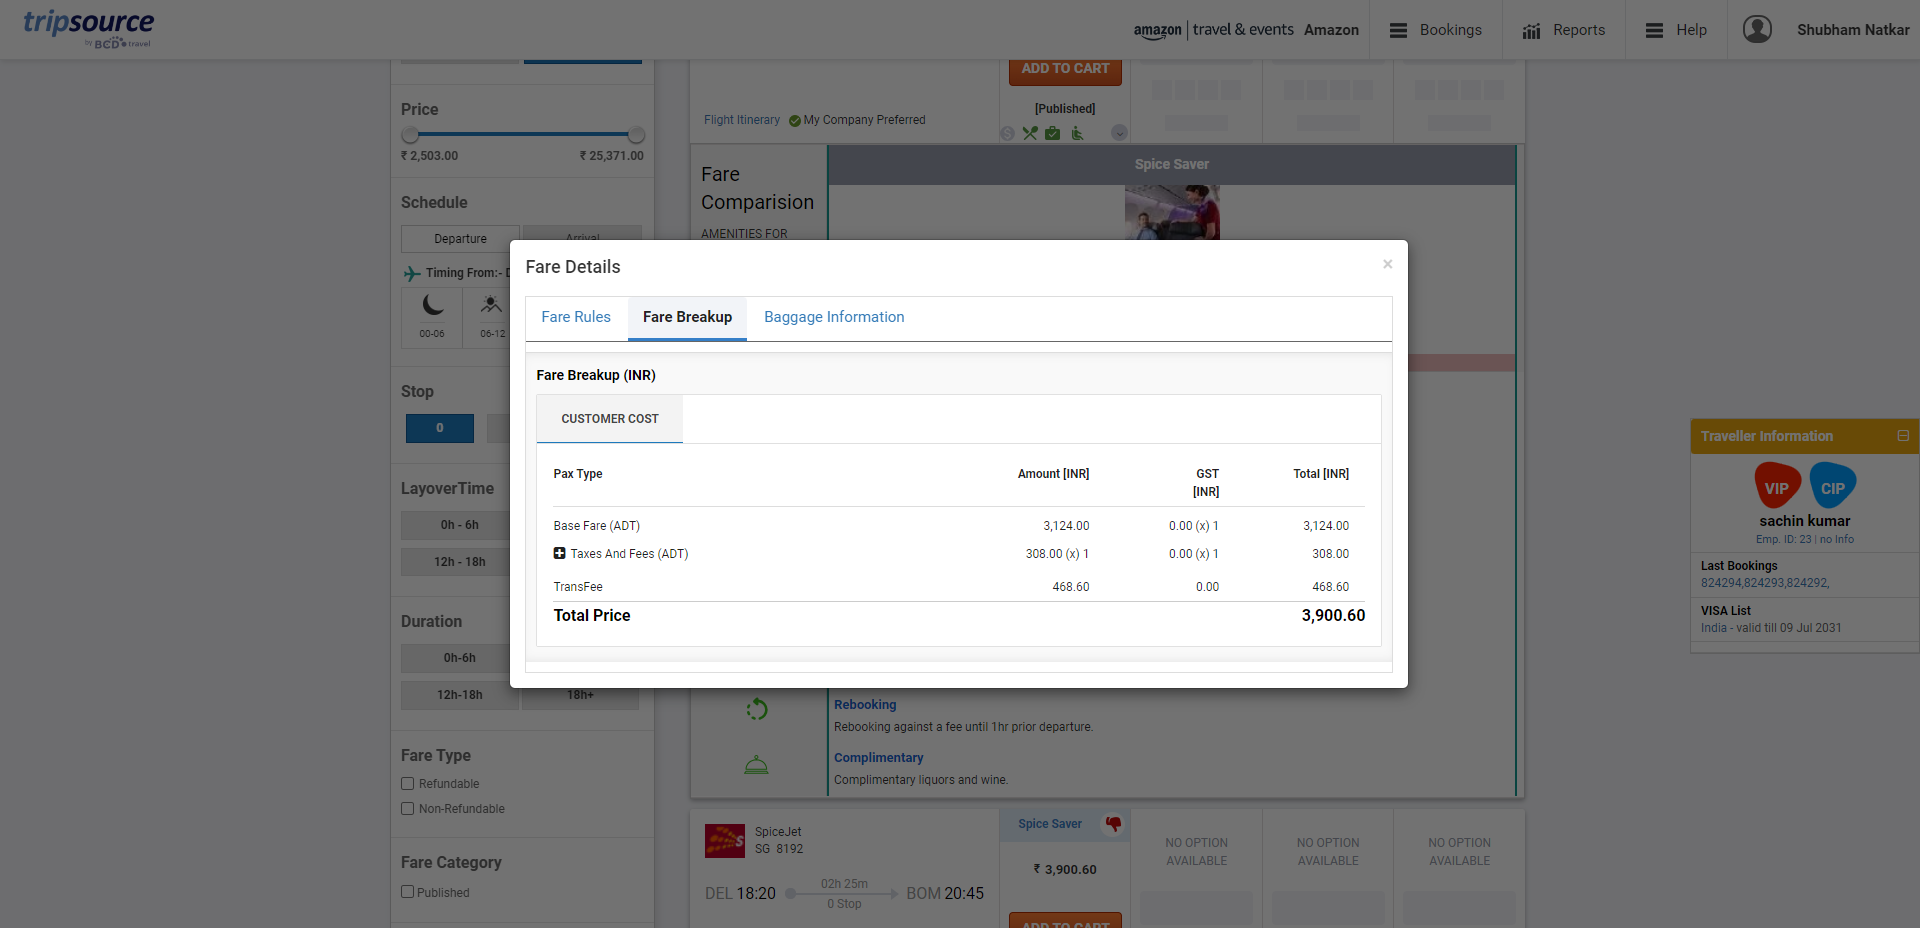 tripsource
by BCD travel
amazon | travel & events Amazon
Bookings
Reports
Help
Shubham Natkar
Price
₹ 2,503.00
₹ 25,371.00
Schedule
Departure
Arrival
Timing From:- D
00-06
06-12
Stop
0
LayoverTime
0h - 6h
12h - 18h
Duration
0h-6h
12h-18h
18h+
Fare Type
Refundable
Non-Refundable
Fare Category
Published
ADD TO CART
[Published]
Flight Itinerary
My Company Preferred
Fare
Comparision
AMENITIES FOR
Spice Saver
Fare Details
×
Fare Rules
Fare Breakup
Baggage Information
Fare Breakup (INR)
CUSTOMER COST
Pax Type Amount [INR] GST [INR] Total [INR]
Base Fare (ADT) 3,124.00 0.00 (x) 1 3,124.00
Taxes And Fees (ADT) 308.00 (x) 1 0.00 (x) 1 308.00
TransFee 468.60 0.00 468.60
Total Price 3,900.60
Rebooking
Rebooking against a fee until 1hr prior departure.
Complimentary
Complimentary liquors and wine.
SpiceJet
SG 8192
DEL 18:20
02h 25m
0 Stop
BOM 20:45
Spice Saver
₹ 3,900.60
ADD TO CART
NO OPTION
AVAILABLE
NO OPTION
AVAILABLE
NO OPTION
AVAILABLE
Traveller Information
VIP
CIP
sachin kumar
Emp. ID: 23 | no Info
Last Bookings
824294,824293,824292,
VISA List
India - valid till 09 Jul 2031